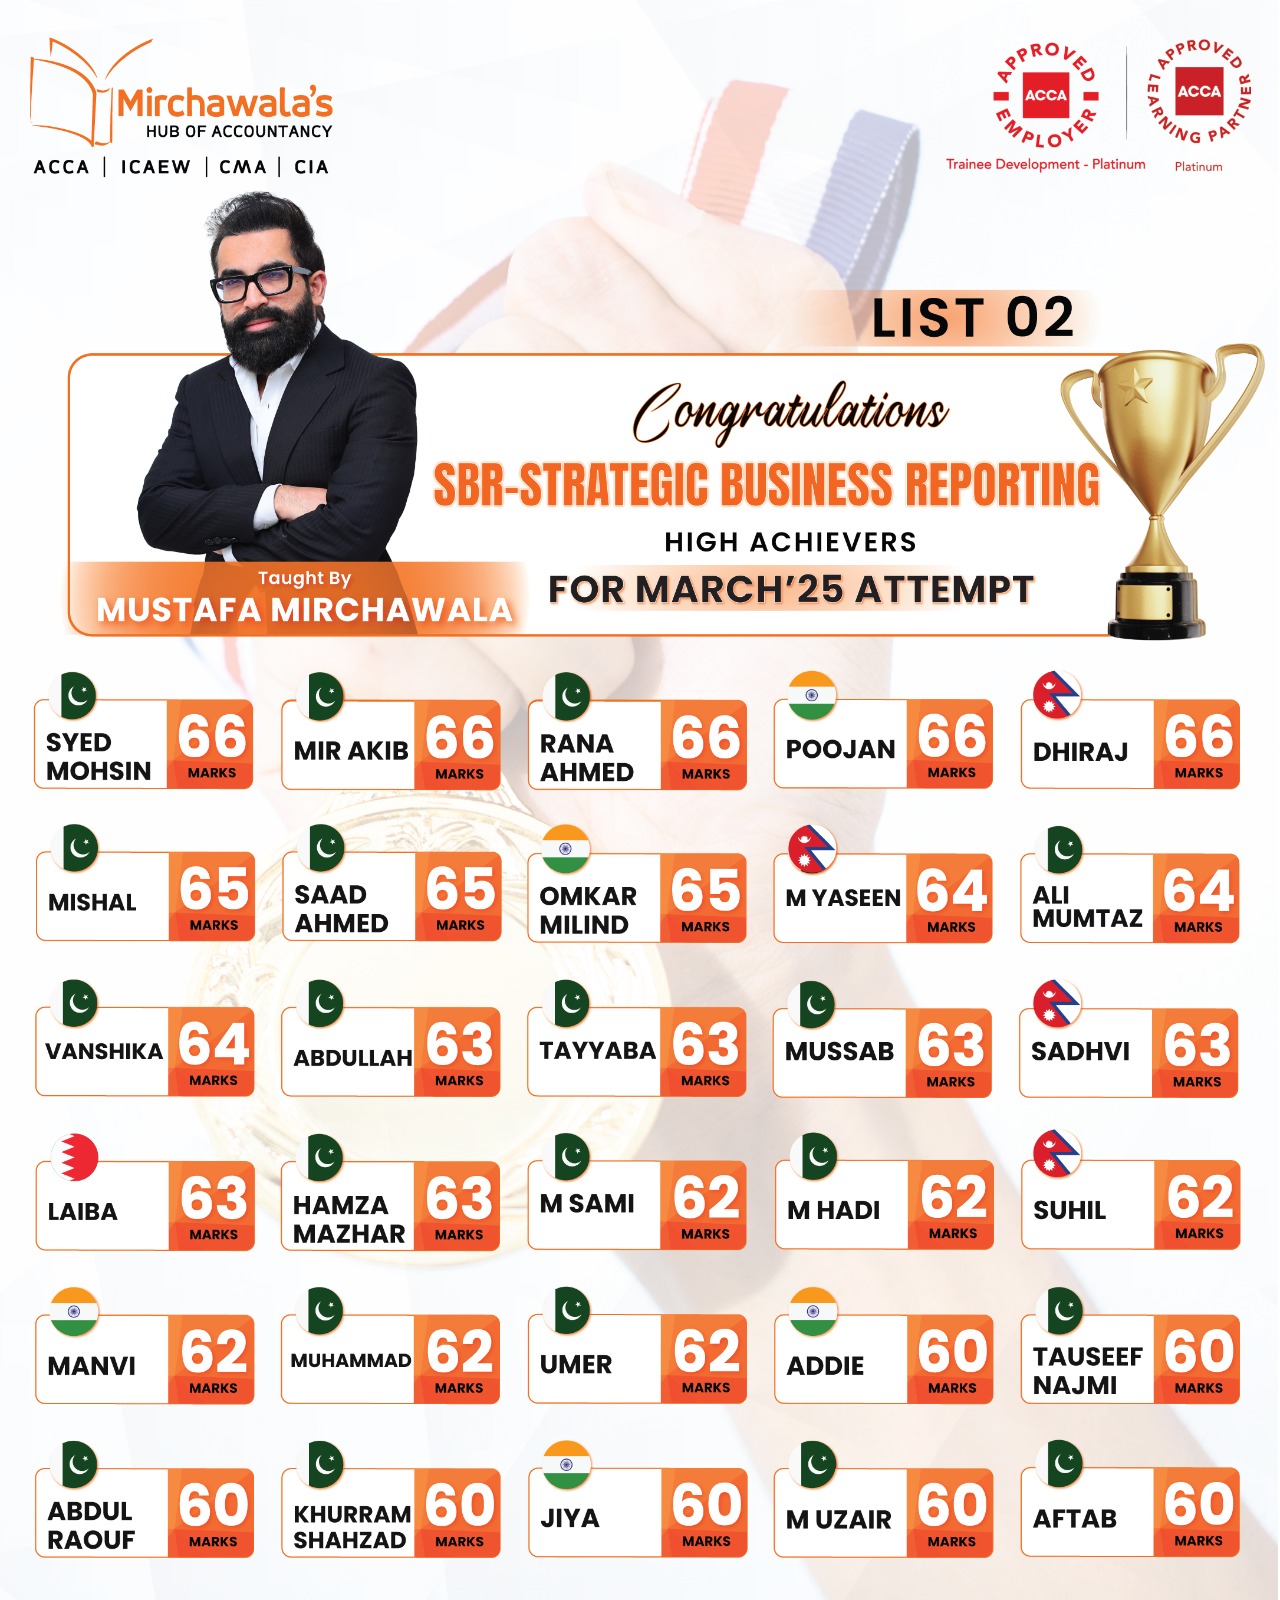 Mirchawala's
HUB OF ACCOUNTANCY
ACCA | ICAEW | CMA | CIA
APPROVED
ACCA
EMPLOYER
Trainee Development - Platinum
APPROVED
ACCA
LEARNING PARTNER
Platinum
LIST 02
Congratulations
SBR-STRATEGIC BUSINESS REPORTING
HIGH ACHIEVERS
FOR MARCH'25 ATTEMPT
Taught By
MUSTAFA MIRCHAWALA
SYED
MOHSIN
66
MARKS
MIR AKIB
66
MARKS
RANA
AHMED
66
MARKS
POOJAN
66
MARKS
DHIRAJ
66
MARKS
MISHAL
65
MARKS
SAAD
AHMED
65
MARKS
OMKAR
MILIND
65
MARKS
M YASEEN
64
MARKS
ALI
MUMTAZ
64
MARKS
VANSHIKA
64
MARKS
ABDULLAH
63
MARKS
TAYYABA
63
MARKS
MUSSAB
63
MARKS
SADHVI
63
MARKS
LAIBA
63
MARKS
HAMZA
MAZHAR
63
MARKS
M SAMI
62
MARKS
M HADI
62
MARKS
SUHIL
62
MARKS
MANVI
62
MARKS
MUHAMMAD
62
MARKS
UMER
62
MARKS
ADDIE
60
MARKS
TAUSEEF
NAJMI
60
MARKS
ABDUL
RAOUF
60
MARKS
KHURRAM
SHAHZAD
60
MARKS
JIYA
60
MARKS
M UZAIR
60
MARKS
AFTAB
60
MARKS